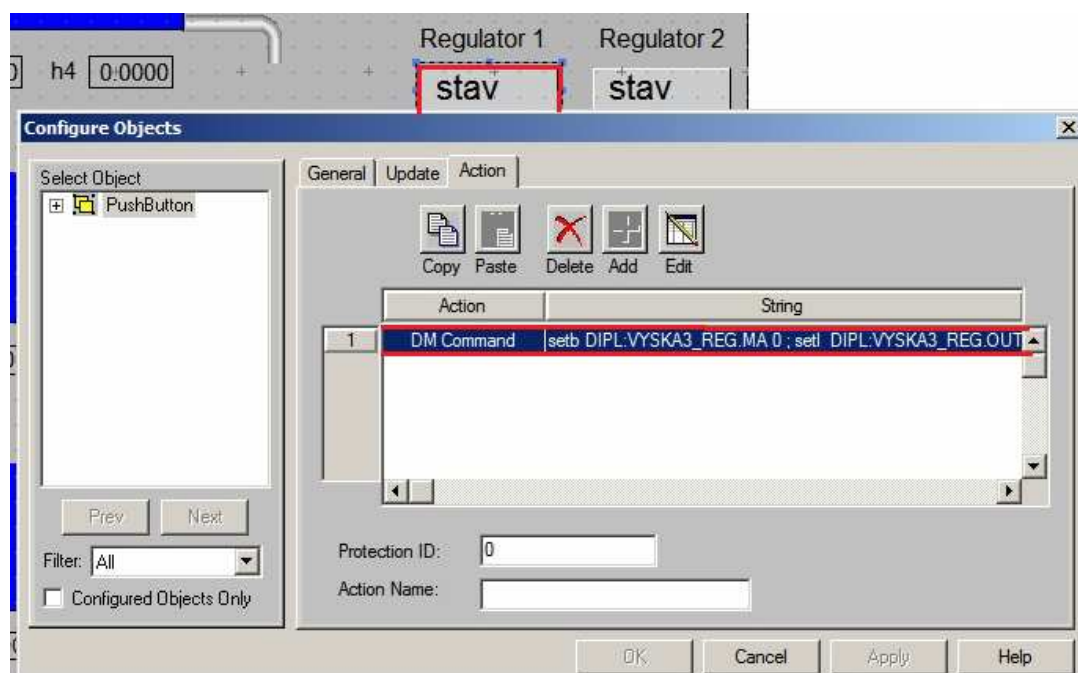 Regulator 1 Regulator 2
h4 0.0000 stav stav
Configure Objects
Select Object
PushButton
General Update Action
Copy Paste Delete Add Edit
Action String
1 DM Command setb DIPL:VYSKA3_REG.MA 0 ; setl DIPL:VYSKA3_REG.OUT
Prev Next
Filter: All
Configured Objects Only
Protection ID: 0
Action Name:
OK Cancel Apply Help